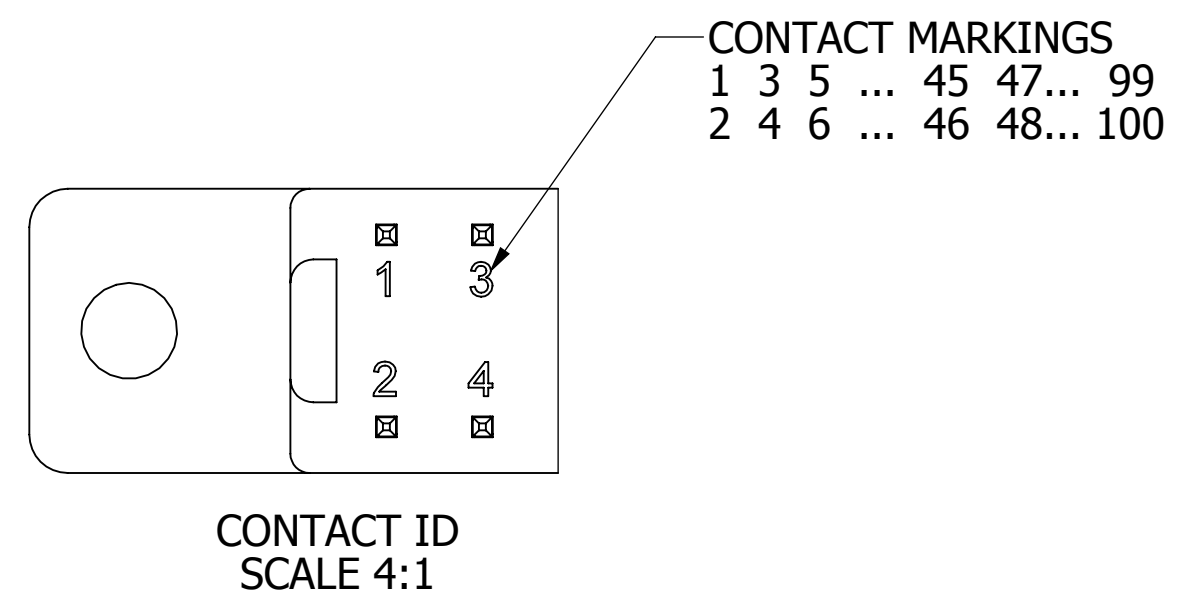 CONTACT MARKINGS
1 3 5 ... 45 47... 99
2 4 6 ... 46 48... 100
1 3
2 4
CONTACT ID
SCALE 4:1